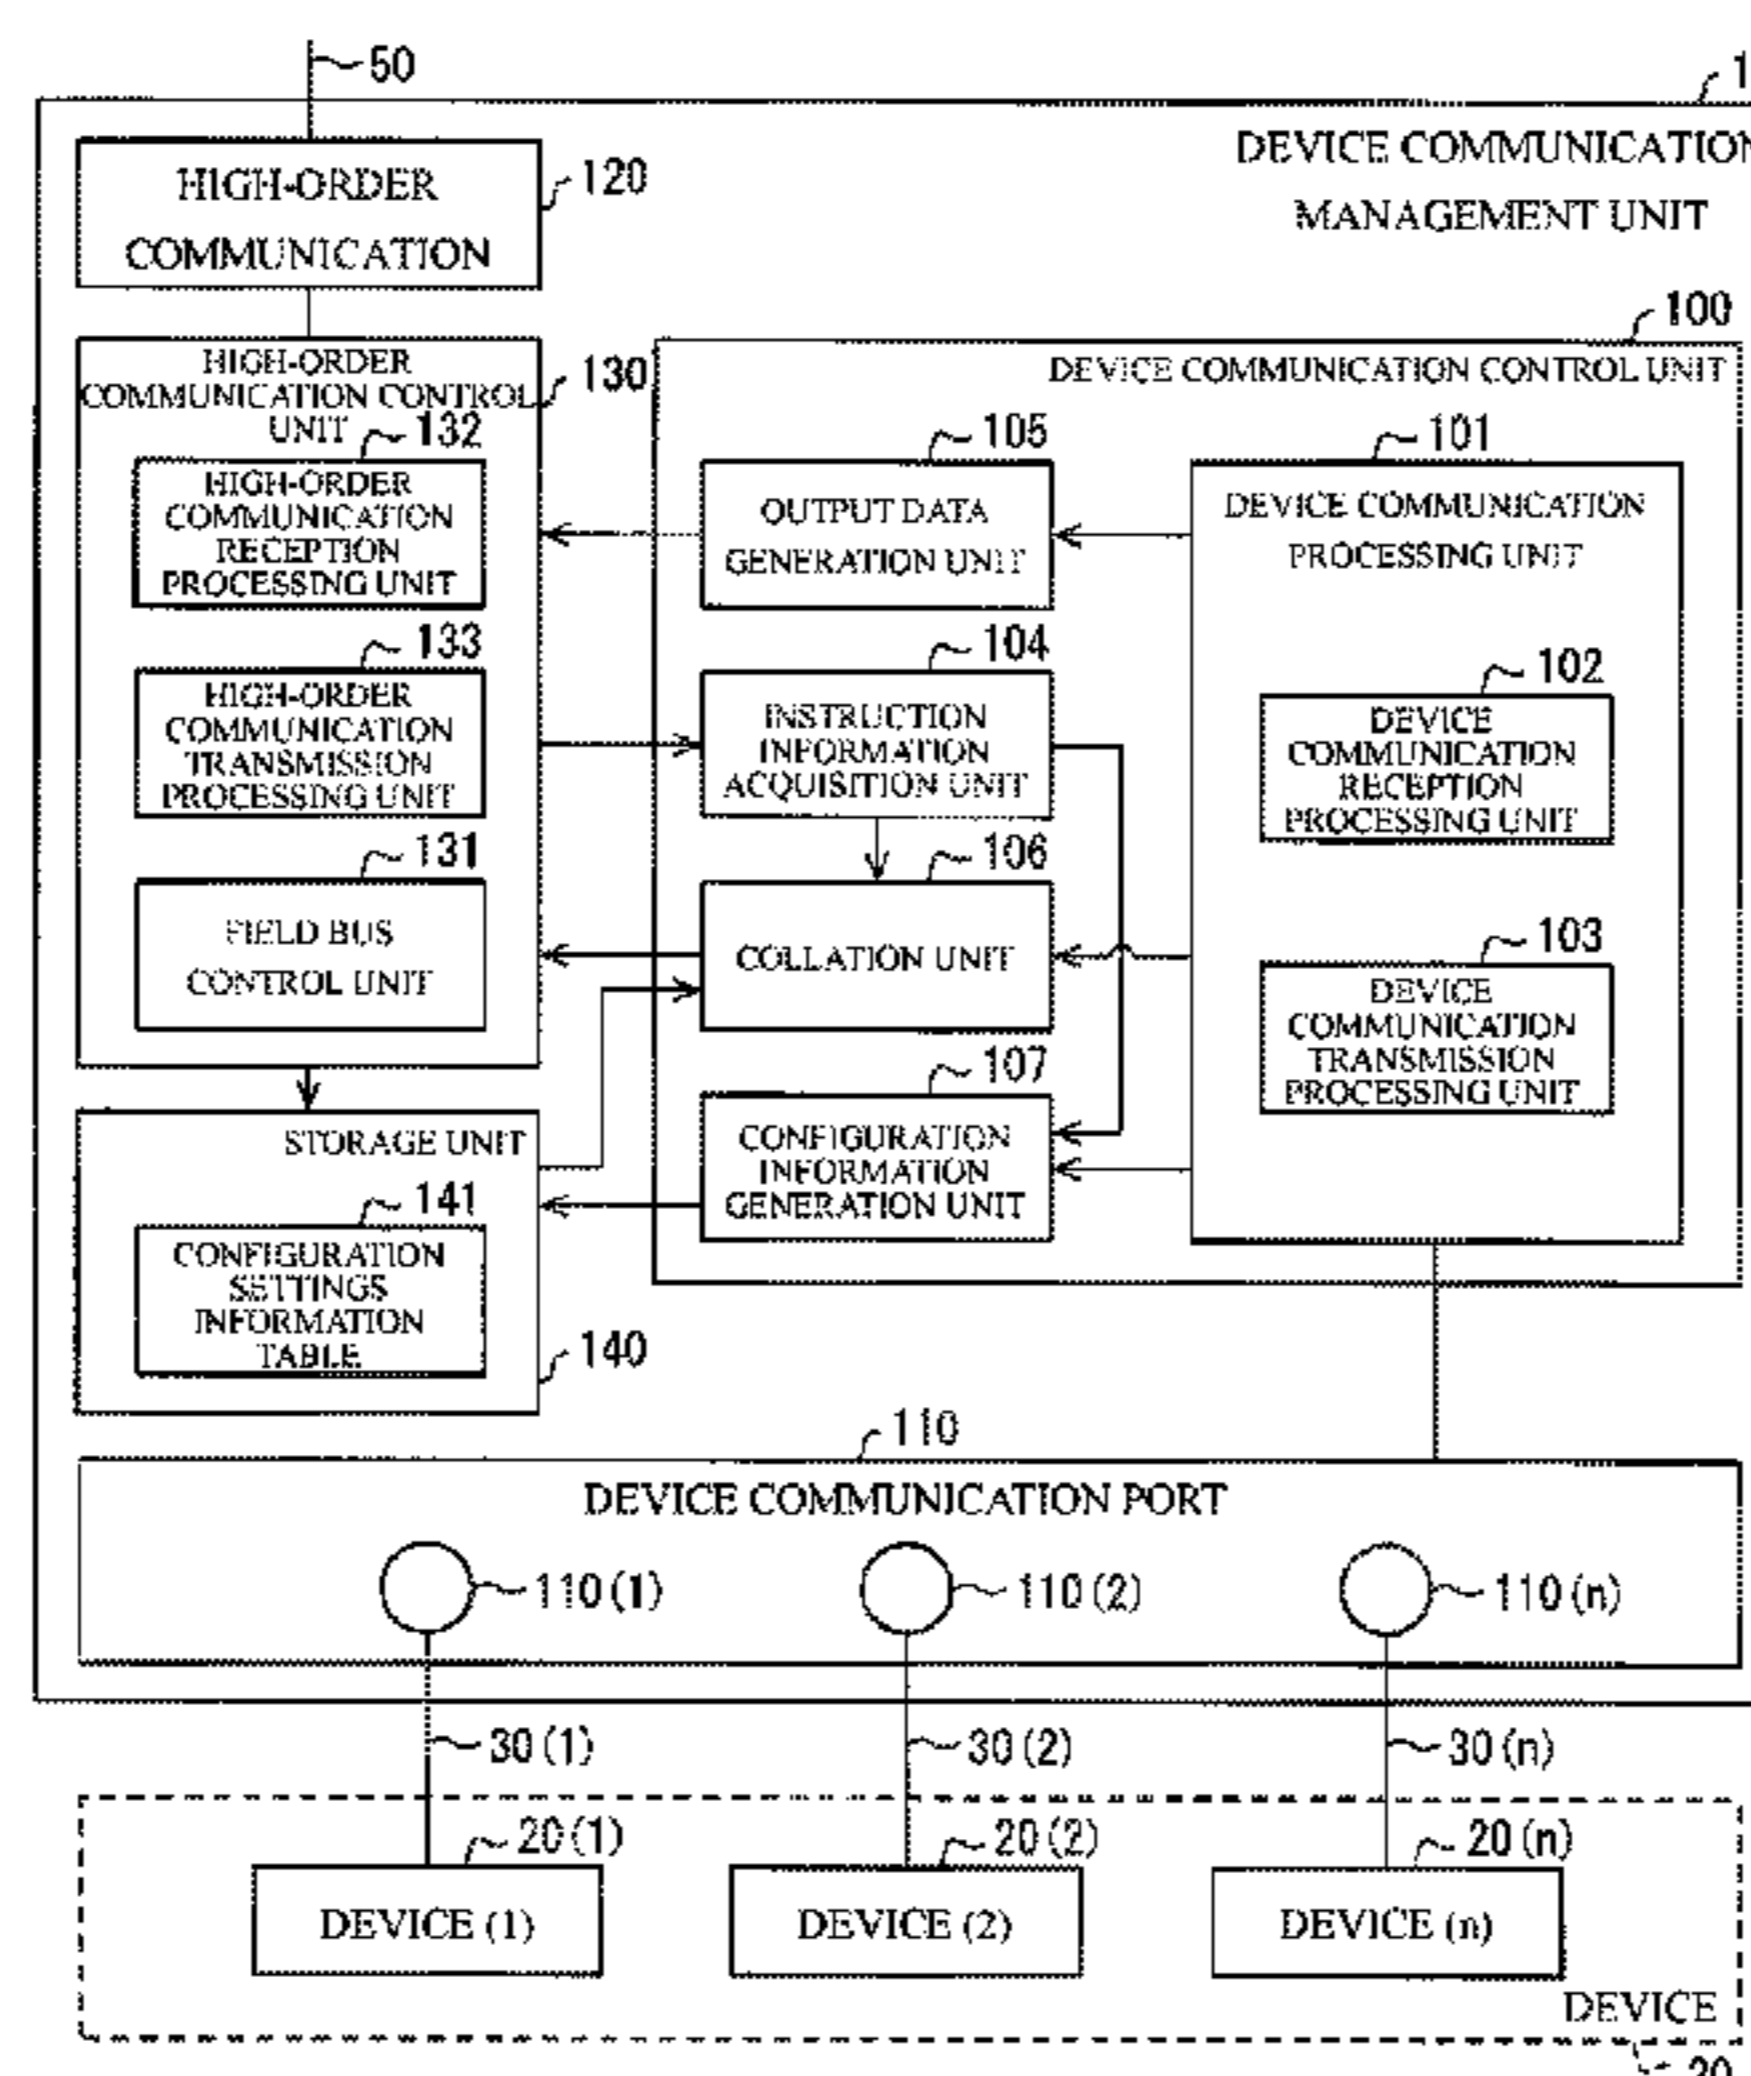 50
1
DEVICE COMMUNICATION
MANAGEMENT UNIT
HIGH-ORDER
COMMUNICATION
120
100
HIGH-ORDER
COMMUNICATION CONTROL
UNIT
130
132
HIGH-ORDER
COMMUNICATION
RECEPTION
PROCESSING UNIT
133
HIGH-ORDER
COMMUNICATION
TRANSMISSION
PROCESSING UNIT
131
FIELD BUS
CONTROL UNIT
DEVICE COMMUNICATION CONTROL UNIT
105
OUTPUT DATA
GENERATION UNIT
104
INSTRUCTION
INFORMATION
ACQUISITION UNIT
106
COLLATION UNIT
107
CONFIGURATION
INFORMATION
GENERATION UNIT
101
DEVICE COMMUNICATION
PROCESSING UNIT
102
DEVICE
COMMUNICATION
RECEPTION
PROCESSING UNIT
103
DEVICE
COMMUNICATION
TRANSMISSION
PROCESSING UNIT
STORAGE UNIT
141
CONFIGURATION
SETTINGS
INFORMATION
TABLE
140
110
DEVICE COMMUNICATION PORT
110(1)
110(2)
110(n)
30(1)
30(2)
30(n)
20(1)
20(2)
20(n)
DEVICE (1)
DEVICE (2)
DEVICE (n)
DEVICE